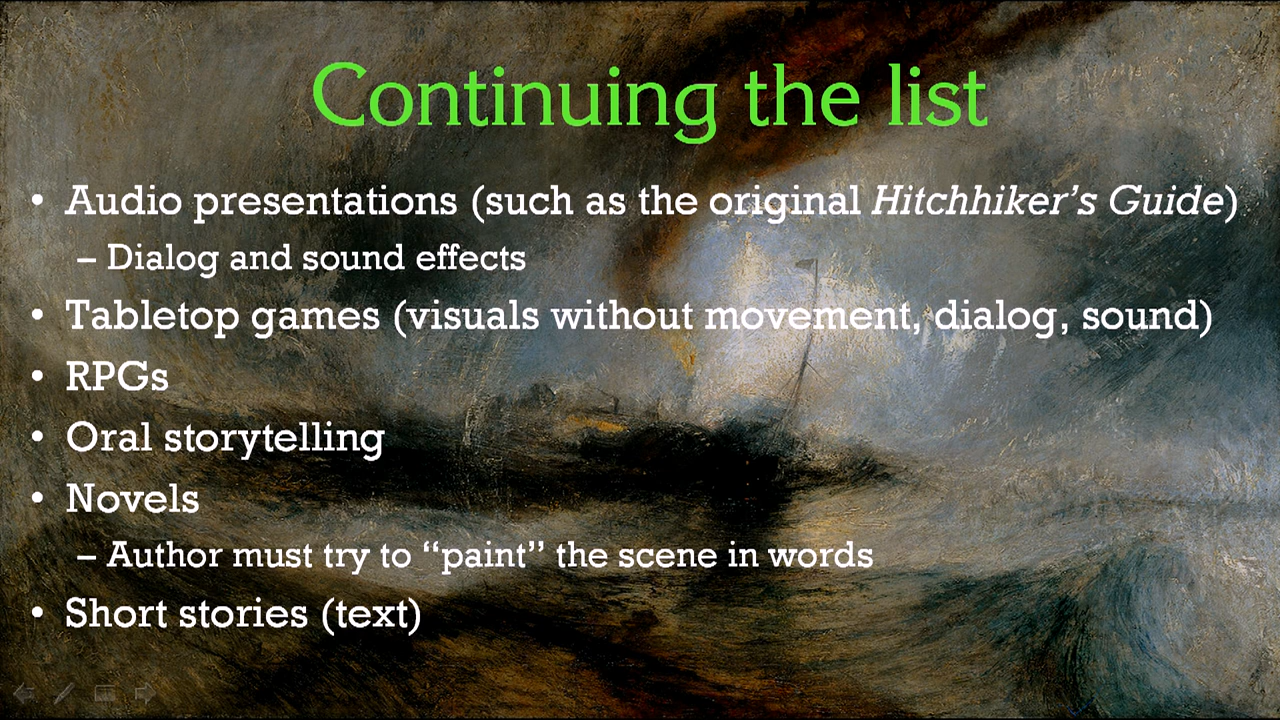 Continuing the list
• Audio presentations (such as the original Hitchhiker’s Guide)
– Dialog and sound effects
• Tabletop games (visuals without movement, dialog, sound)
• RPGs
• Oral storytelling
• Novels
– Author must try to “paint” the scene in words
• Short stories (text)